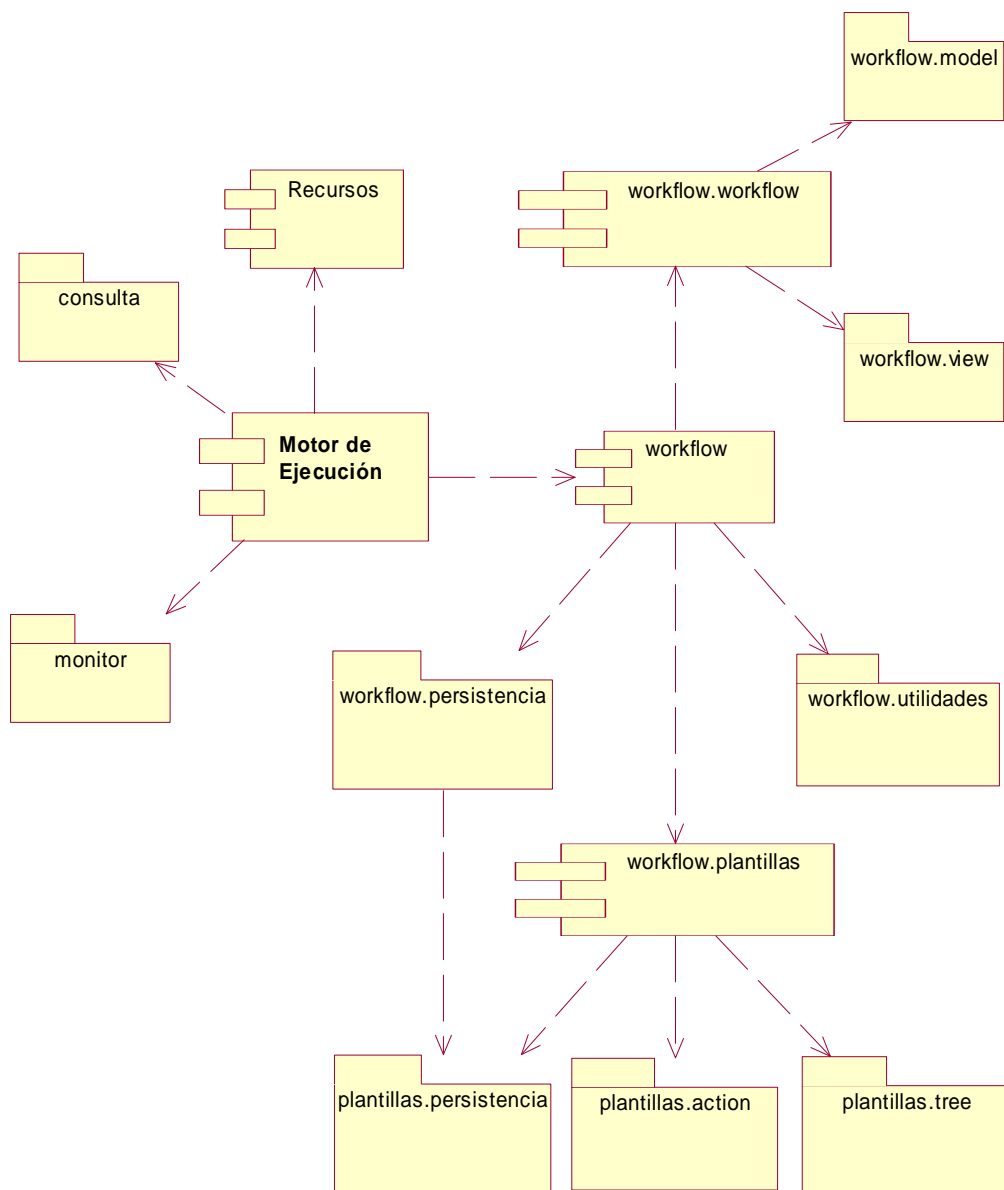 workflow.model
Recursos
workflow.workflow
consulta
workflow.view
Motor de
Ejecución
workflow
monitor
workflow.persistencia
workflow.utilidades
workflow.plantillas
plantillas.persistencia
plantillas.action
plantillas.tree